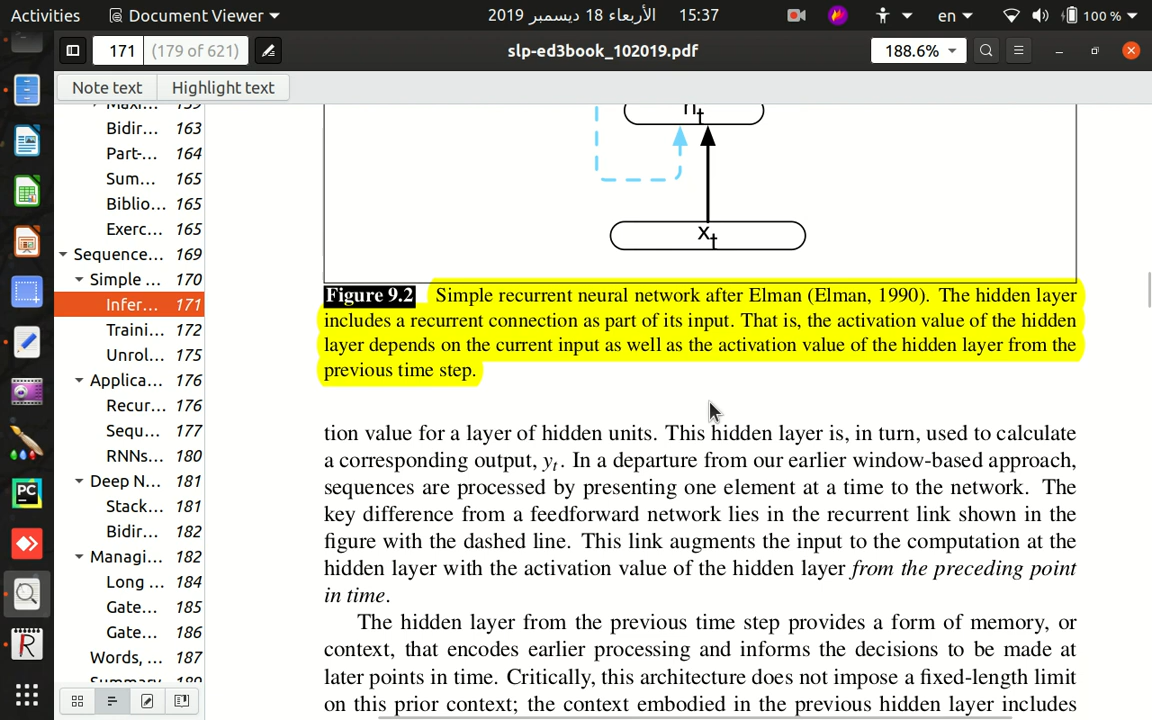 Activities
Document Viewer
الأربعاء 18 ديسمبر 2019 15:37
en
100 %
171
(179 of 621)
slp-ed3book_102019.pdf
188.6%
Note text
Highlight text
Maxi... 159
Bidir... 163
Part-... 164
Sum... 165
Biblio... 165
Exerc... 165
Sequence... 169
Simple ... 170
Infer... 171
Traini... 172
Unrol... 175
Applica... 176
Recur... 176
Sequ... 177
RNNs... 180
Deep N... 181
Stack... 181
Bidir... 182
Managi... 182
Long ... 184
Gate... 185
Gate... 186
Words, ... 187
PC
R
ht
xt
Figure 9.2 Simple recurrent neural network after Elman (Elman, 1990). The hidden layer
includes a recurrent connection as part of its input. That is, the activation value of the hidden
layer depends on the current input as well as the activation value of the hidden layer from the
previous time step.
tion value for a layer of hidden units. This hidden layer is, in turn, used to calculate
a corresponding output, yt. In a departure from our earlier window-based approach,
sequences are processed by presenting one element at a time to the network. The
key difference from a feedforward network lies in the recurrent link shown in the
figure with the dashed line. This link augments the input to the computation at the
hidden layer with the activation value of the hidden layer from the preceding point
in time.
The hidden layer from the previous time step provides a form of memory, or
context, that encodes earlier processing and informs the decisions to be made at
later points in time. Critically, this architecture does not impose a fixed-length limit
on this prior context; the context embodied in the previous hidden layer includes